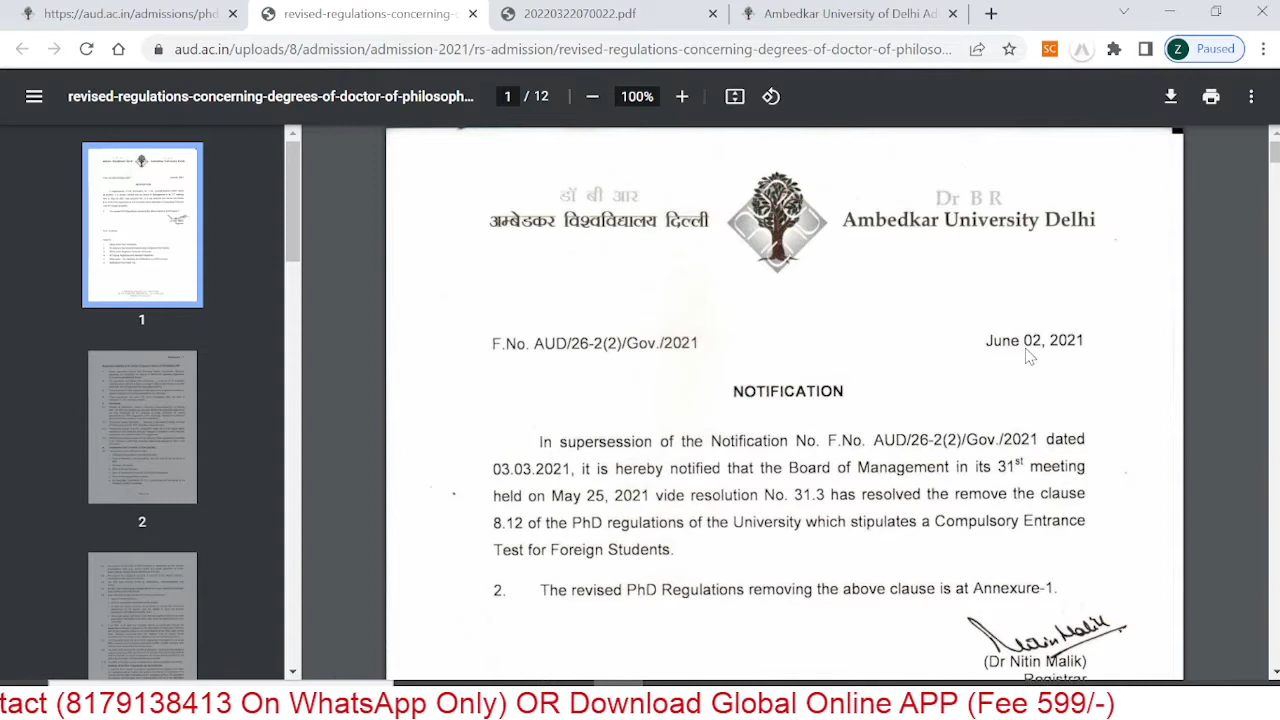 https://aud.ac.in/admissions/phd
revised-regulations-concerning-
20220322070022.pdf
Ambedkar University of Delhi Ad
aud.ac.in/uploads/8/admission/admission-2021/rs-admission/revised-regulations-concerning-degrees-of-doctor-of-philoso...
SC
Z
Paused
revised-regulations-concerning-degrees-of-doctor-of-philosoph...
1 / 12
100%
1
2
डॉ बी आर
अम्बेडकर विश्वविद्यालय दिल्ली
Dr B R
Ambedkar University Delhi
F.No. AUD/26-2(2)/Gov./2021
June 02, 2021
NOTIFICATION
In supersession of the Notification No. F.No. AUD/26-2(2)/Gov./2021 dated
03.03.2021, it is hereby notified that the Board of Management in its 31st meeting
held on May 25, 2021 vide resolution No. 31.3 has resolved the remove the clause
8.12 of the PhD regulations of the University which stipulates a Compulsory Entrance
Test for Foreign Students.
2. The revised PhD Regulations removing the above clause is at Annexure-1.
Nitin Malik
(Dr Nitin Malik)
Registrar
tact (8179138413 On WhatsApp Only) OR Download Global Online APP (Fee 599/-)